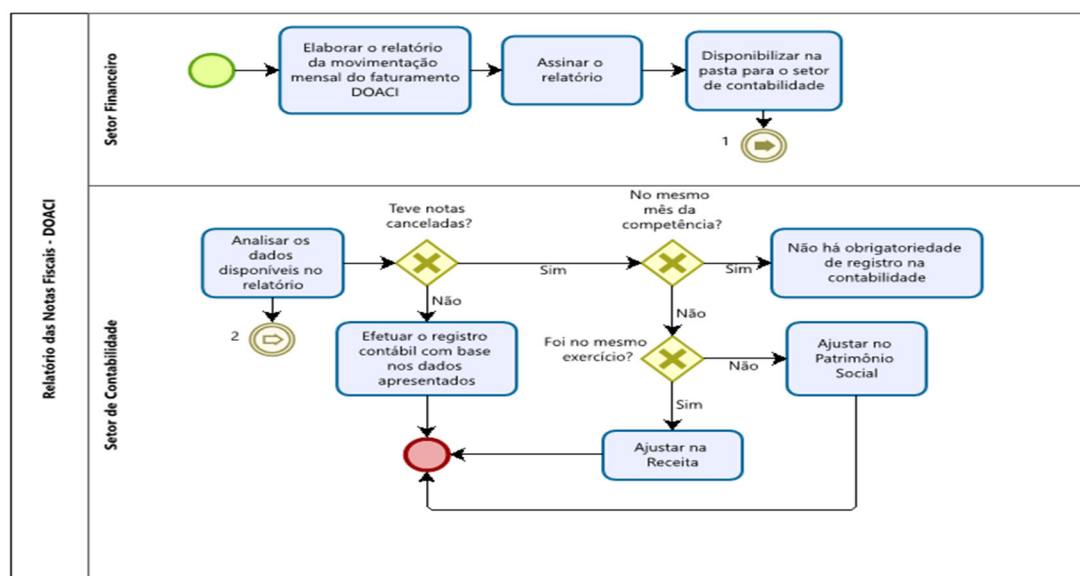 Relatório das Notas Fiscais - DOACI
Setor Financeiro
Elaborar o relatório
da movimentação
mensal do faturamento
DOACI
Assinar o
relatório
Disponibilizar na
pasta para o setor
de contabilidade
1
Setor de Contabilidade
Analisar os
dados
disponíveis no
relatório
2
Teve notas
canceladas?
Sim
Não
Efetuar o registro
contábil com base
nos dados
apresentados
No mesmo
mês da
competência?
Sim
Não há obrigatoriedade
de registro na
contabilidade
Não
Foi no mesmo
exercício?
Não
Ajustar no
Patrimônio
Social
Sim
Ajustar na
Receita